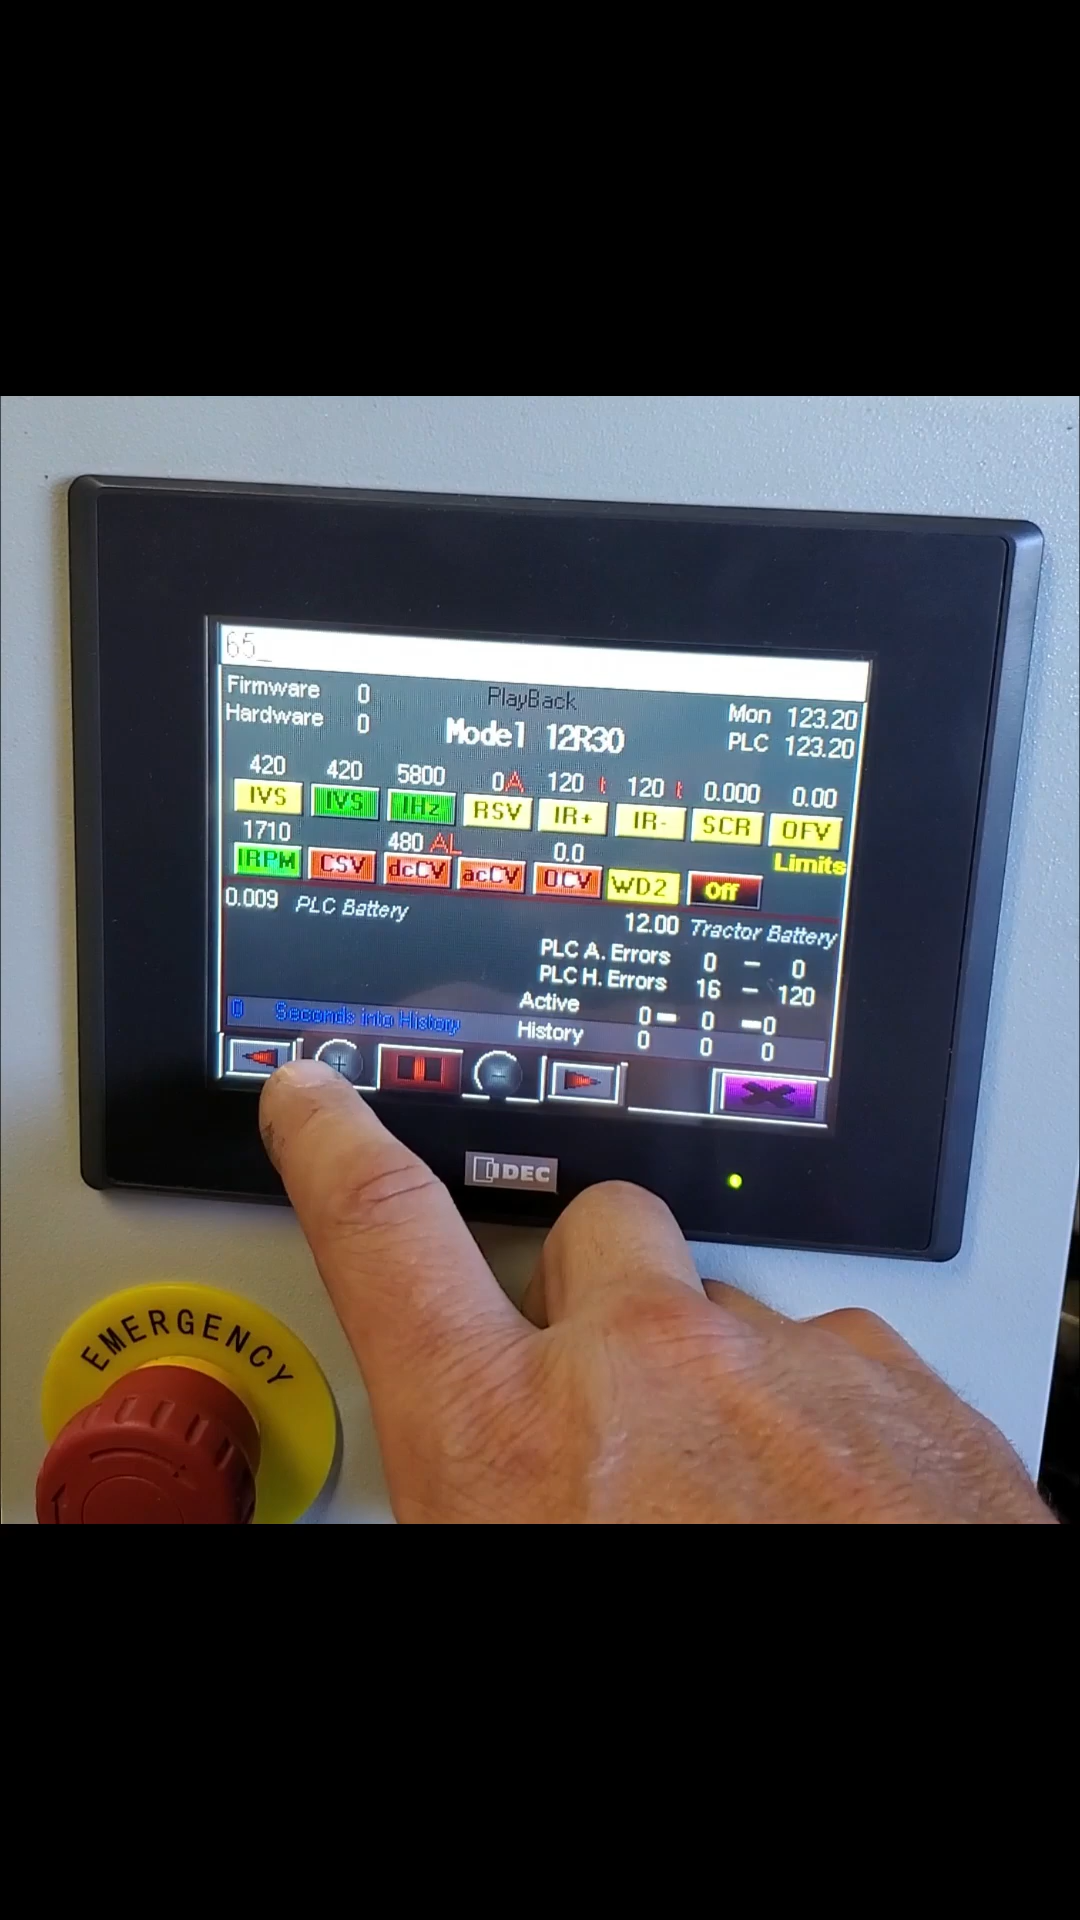 65_
Firmware 0 PlayBack Mon 123.20
Hardware 0 Model 12R30 PLC 123.20
420 420 5800 0A 120 t 120 t 0.000 0.00
IVS IVS IHz RSV IR+ IR- SCR OFV
1710 480 AL 0.0 Limits
IRPM CSV dcCV acCV OCV WD2 Off
0.009 PLC Battery 12.00 Tractor Battery
PLC A. Errors 0 - 0
PLC H. Errors 16 - 120
Active 0- 0 -0
0 Seconds into History History 0 0 0
+ -
IDEC
EMERGENCY